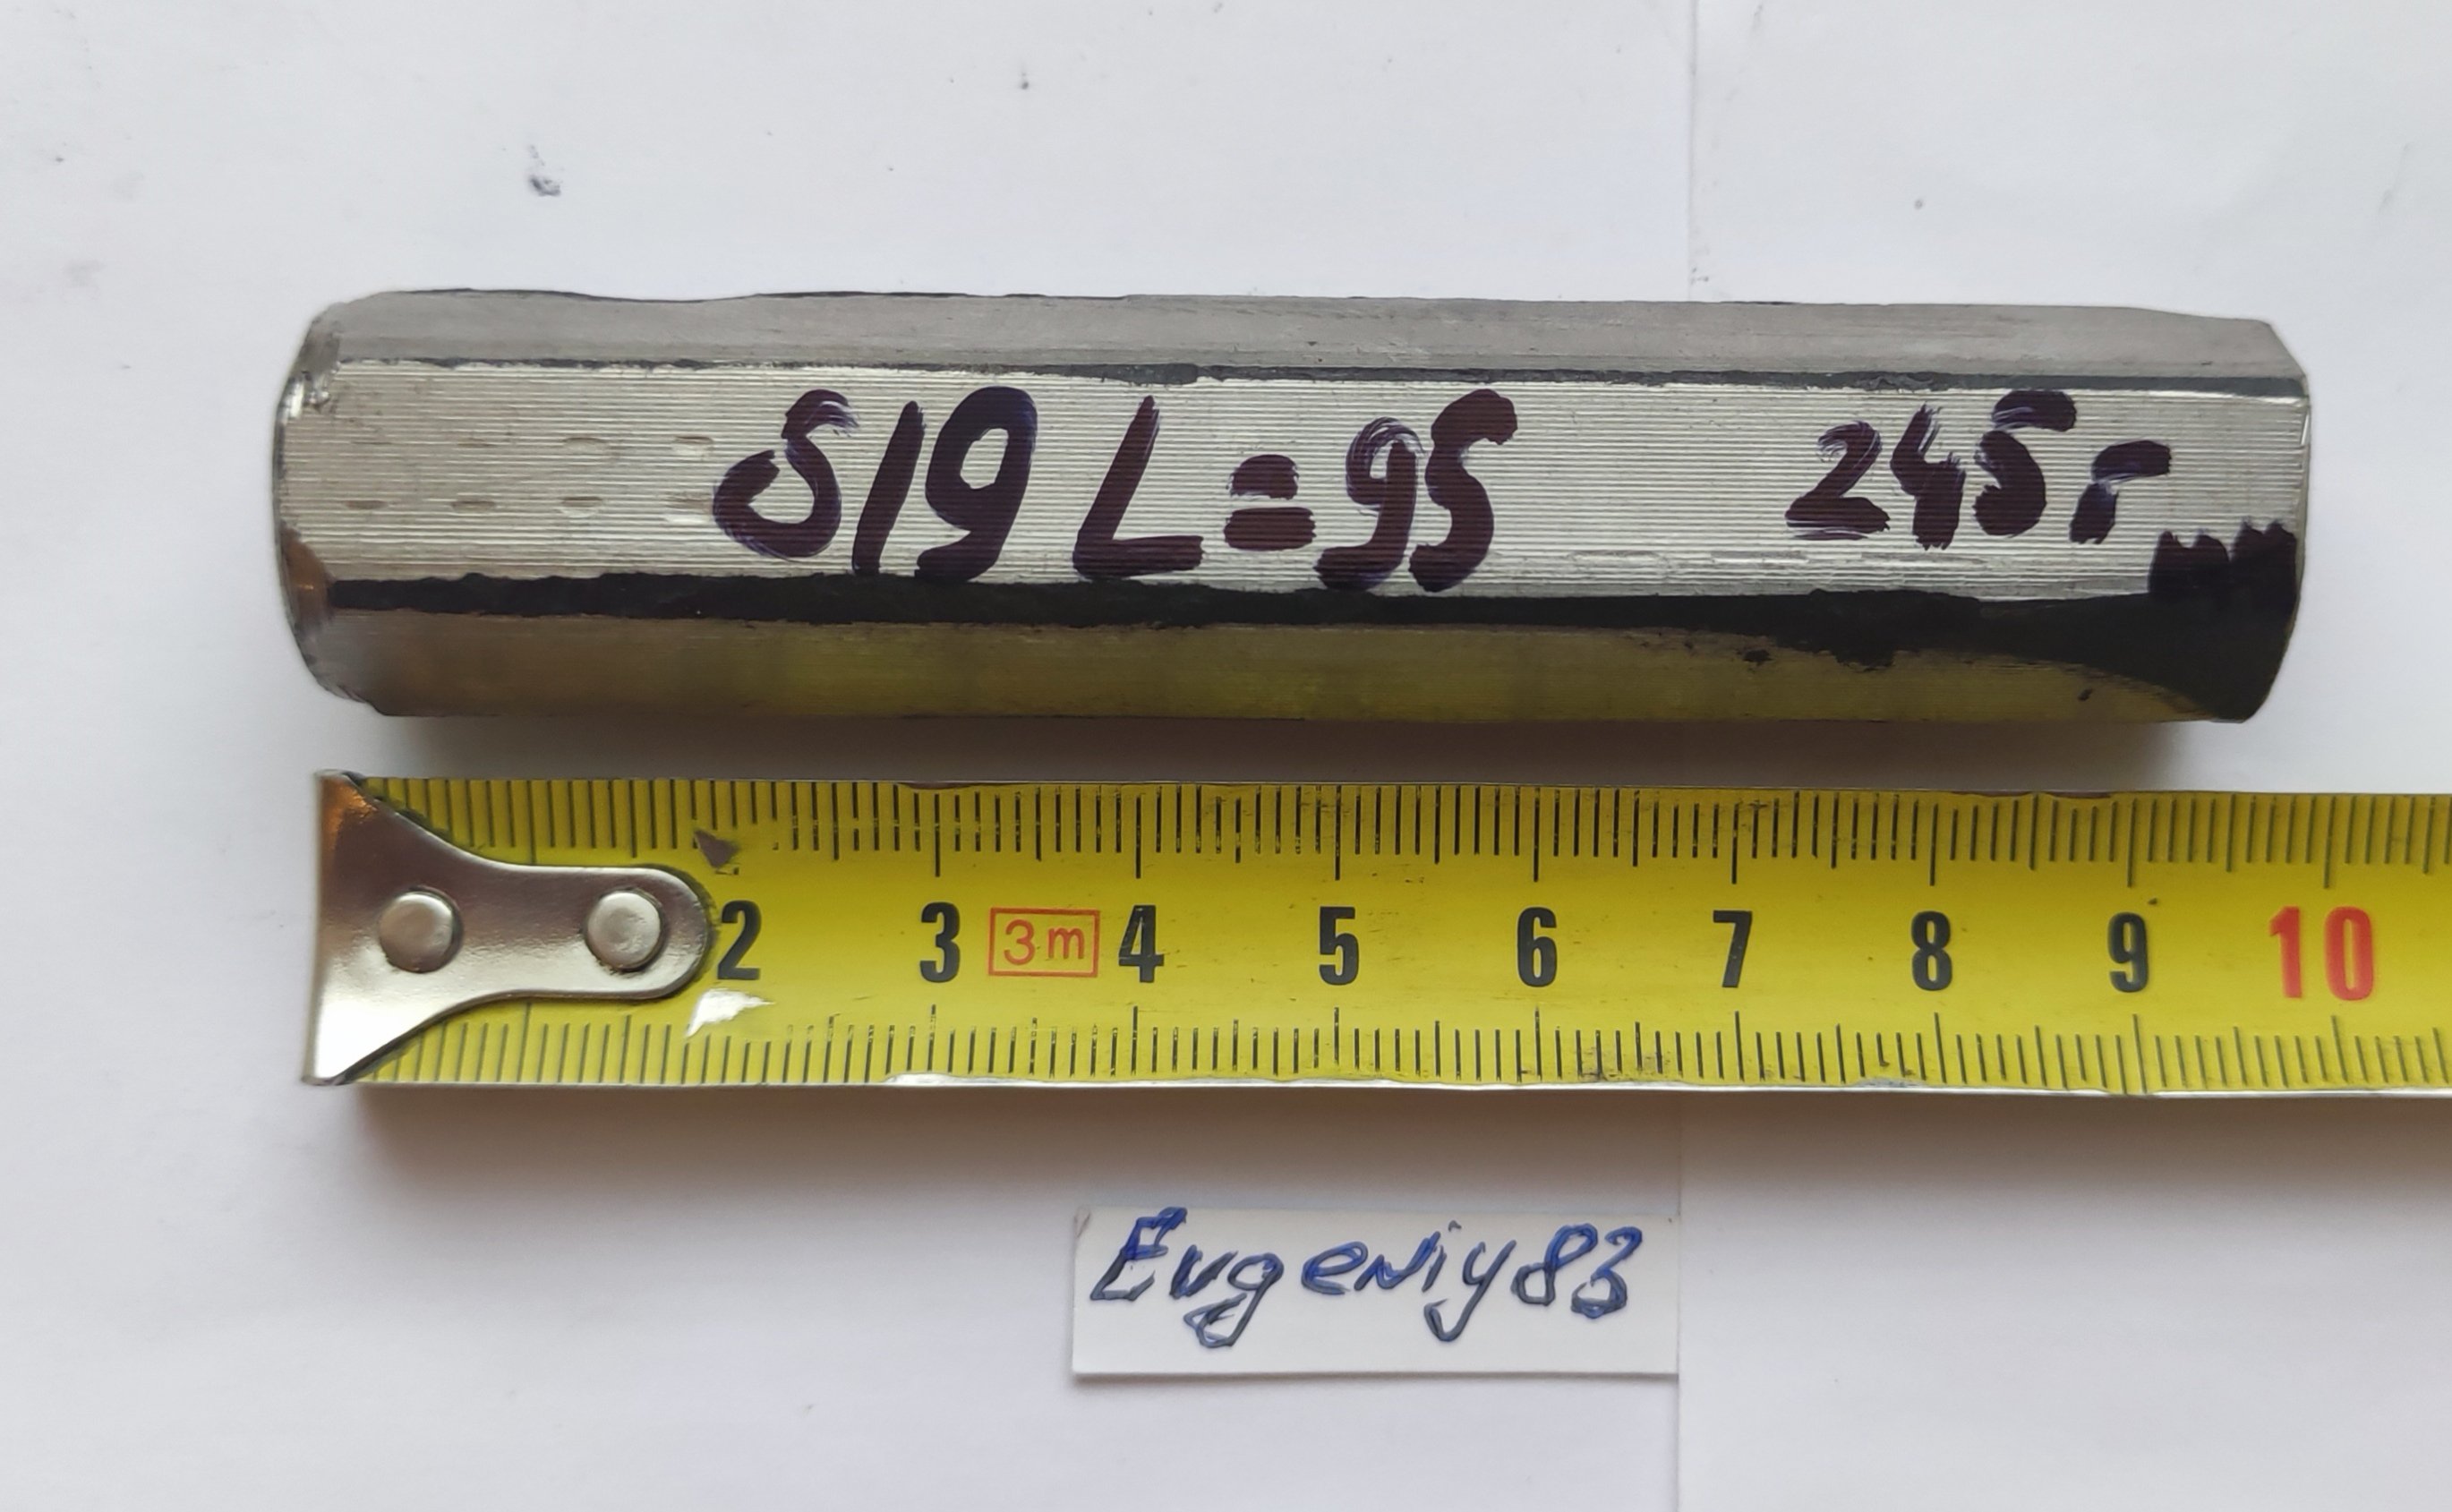 S19 L=95 245г
2 3 3m 4 5 6 7 8 9 10
Evgeniy83